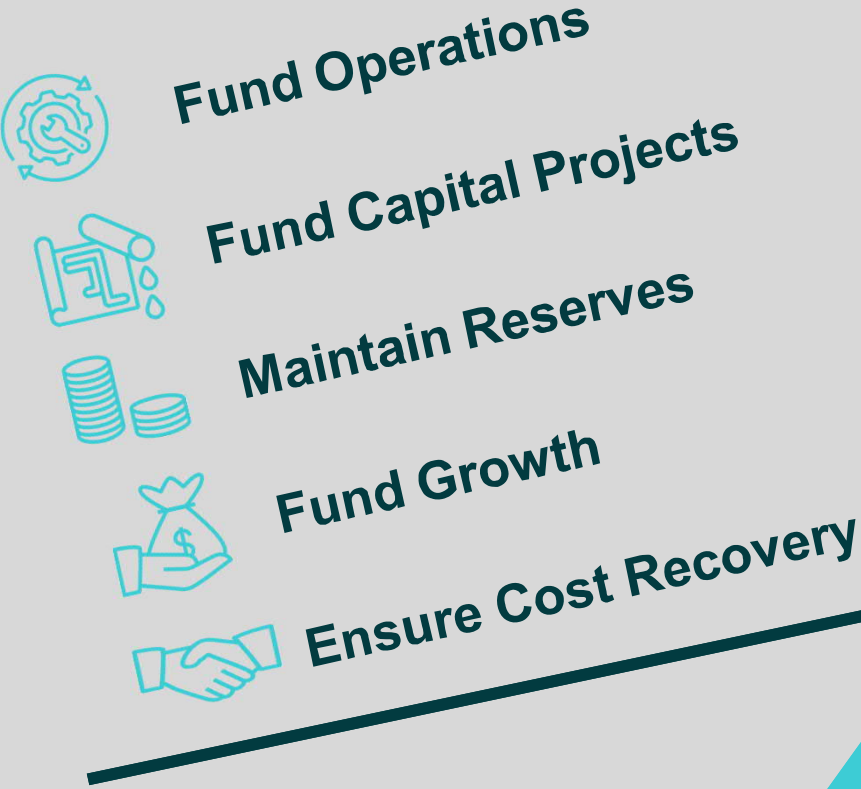 Fund Operations
Fund Capital Projects
Maintain Reserves
$
Fund Growth
Ensure Cost Recovery